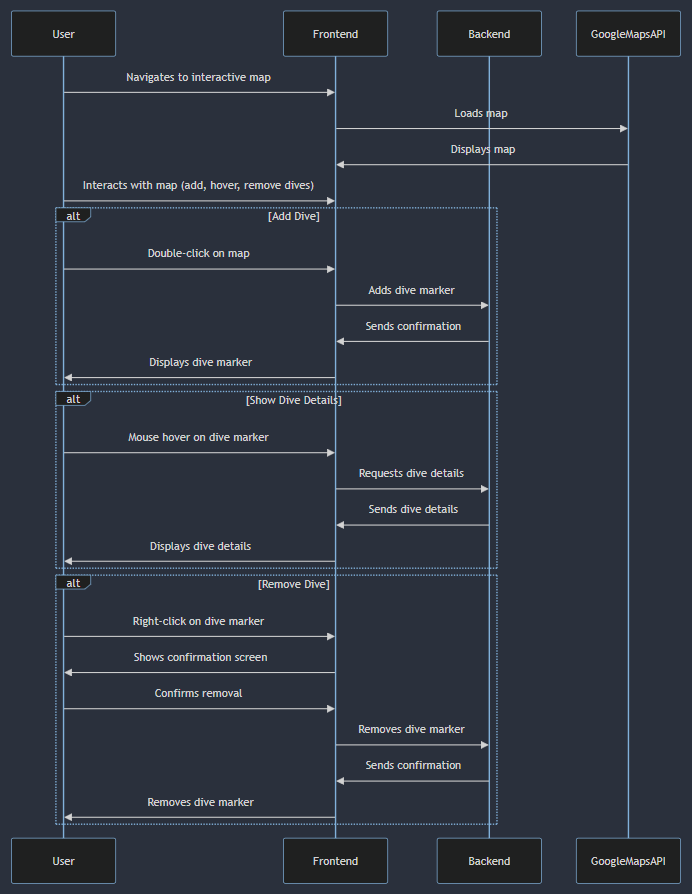 User
Frontend
Backend
GoogleMapsAPI
Navigates to interactive map
Loads map
Displays map
Interacts with map (add, hover, remove dives)
alt
[Add Dive]
Double-click on map
Adds dive marker
Sends confirmation
Displays dive marker
alt
[Show Dive Details]
Mouse hover on dive marker
Requests dive details
Sends dive details
Displays dive details
alt
[Remove Dive]
Right-click on dive marker
Shows confirmation screen
Confirms removal
Removes dive marker
Sends confirmation
Removes dive marker
User
Frontend
Backend
GoogleMapsAPI